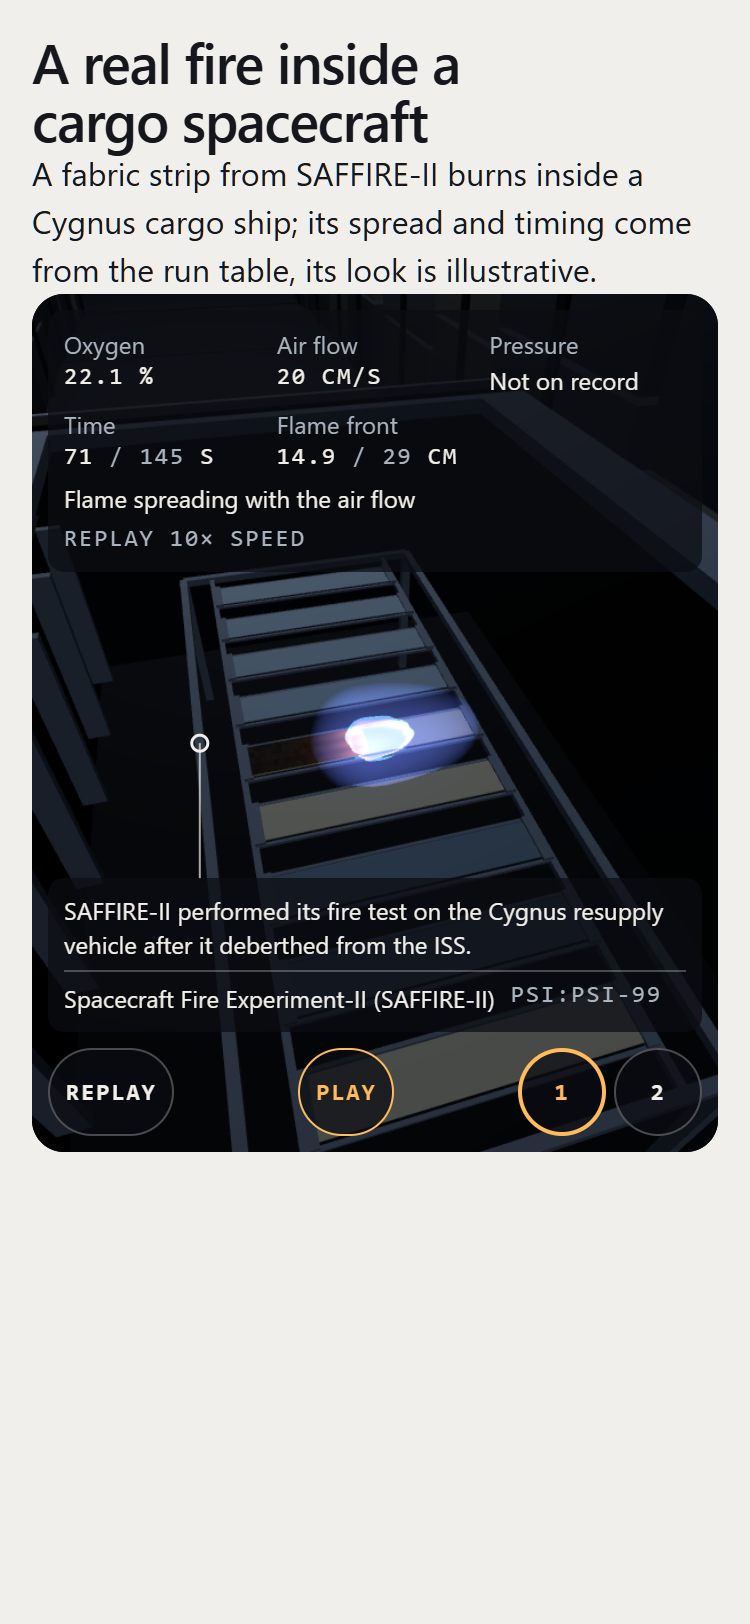 A real fire inside a
cargo spacecraft
A fabric strip from SAFFIRE-II burns inside a
Cygnus cargo ship; its spread and timing come
from the run table, its look is illustrative.
Oxygen
22.1 %
Air flow
20 CM/S
Pressure
Not on record
Time
71 / 145 S
Flame front
14.9 / 29 CM
Flame spreading with the air flow
REPLAY 10× SPEED
SAFFIRE-II performed its fire test on the Cygnus resupply
vehicle after it deberthed from the ISS.
Spacecraft Fire Experiment-II (SAFFIRE-II) PSI:PSI-99
REPLAY
PLAY
1
2